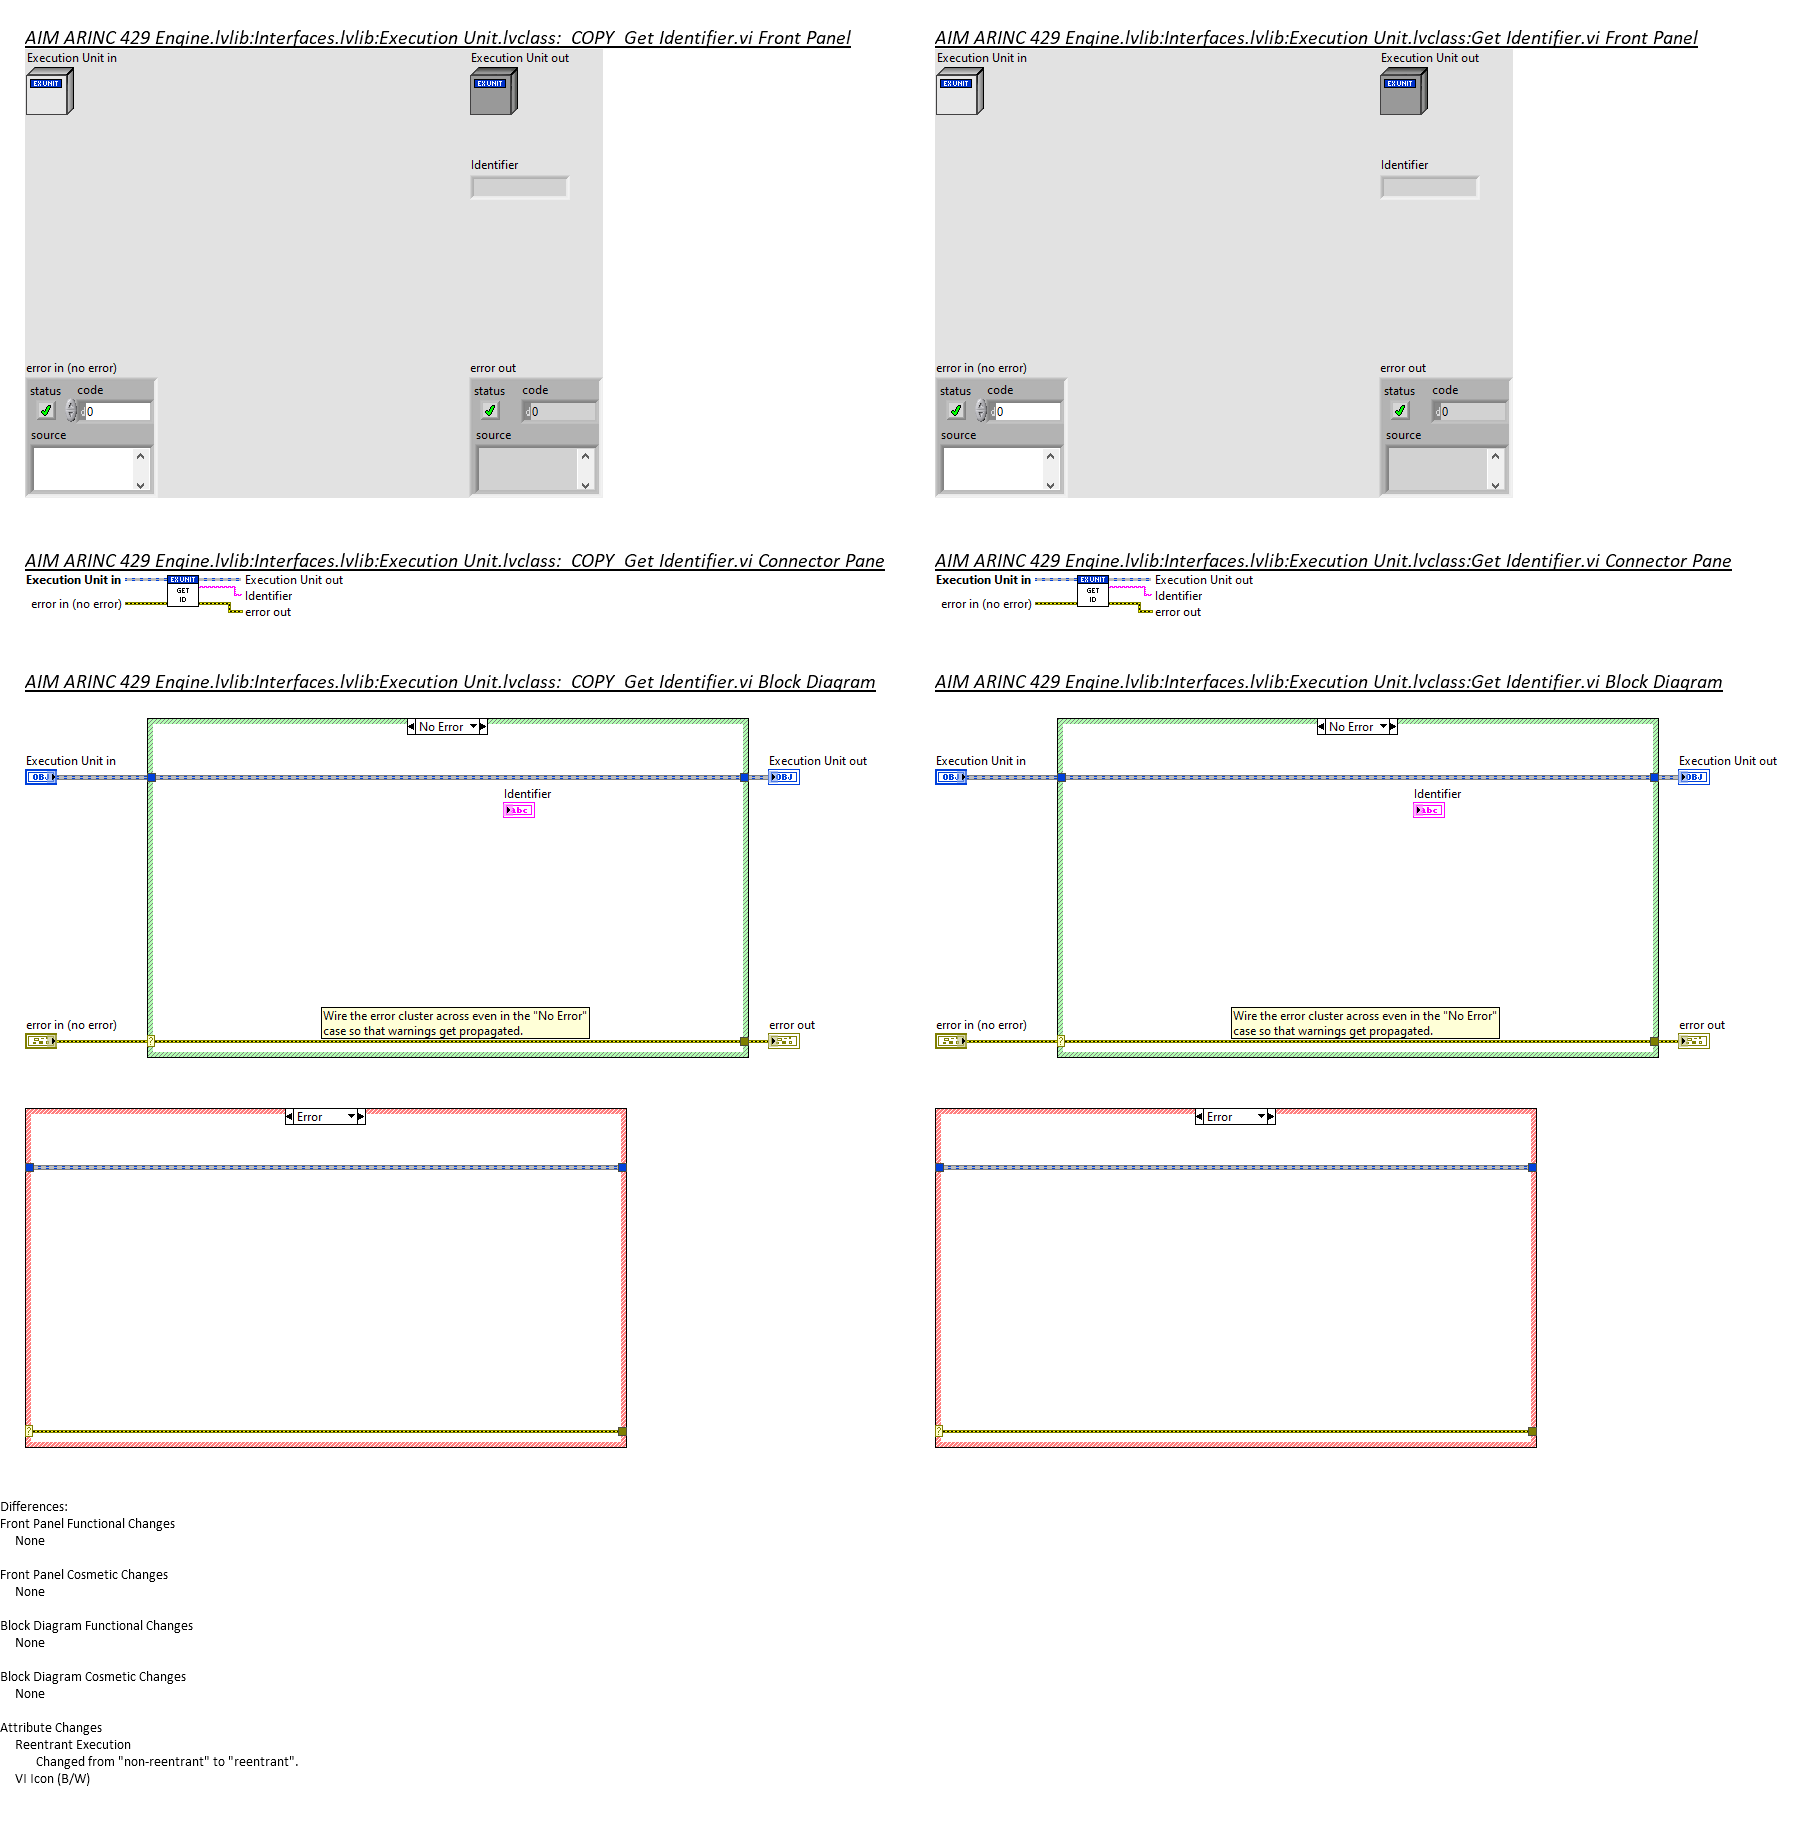 AIM ARINC 429 Engine.lvlib:Interfaces.lvlib:Execution Unit.lvclass:_COPY_Get Identifier.vi Front Panel
Execution Unit in
EX UNIT
Execution Unit out
EX UNIT
Identifier
error in (no error)
status
code
d
0
source
error out
status
code
d
0
source
AIM ARINC 429 Engine.lvlib:Interfaces.lvlib:Execution Unit.lvclass:Get Identifier.vi Front Panel
Execution Unit in
EX UNIT
Execution Unit out
EX UNIT
Identifier
error in (no error)
status
code
d
0
source
error out
status
code
d
0
source
AIM ARINC 429 Engine.lvlib:Interfaces.lvlib:Execution Unit.lvclass:_COPY_Get Identifier.vi Connector Pane
Execution Unit in
EX UNIT
GET
ID
Execution Unit out
Identifier
error in (no error)
error out
AIM ARINC 429 Engine.lvlib:Interfaces.lvlib:Execution Unit.lvclass:Get Identifier.vi Connector Pane
Execution Unit in
EX UNIT
GET
ID
Execution Unit out
Identifier
error in (no error)
error out
AIM ARINC 429 Engine.lvlib:Interfaces.lvlib:Execution Unit.lvclass:_COPY_Get Identifier.vi Block Diagram
No Error
Execution Unit in
OBJ
Execution Unit out
OBJ
Identifier
abc
Wire the error cluster across even in the "No Error"
case so that warnings get propagated.
error in (no error)
?
error out
Error
?
AIM ARINC 429 Engine.lvlib:Interfaces.lvlib:Execution Unit.lvclass:Get Identifier.vi Block Diagram
No Error
Execution Unit in
OBJ
Execution Unit out
OBJ
Identifier
abc
Wire the error cluster across even in the "No Error"
case so that warnings get propagated.
error in (no error)
?
error out
Error
?
Differences:
Front Panel Functional Changes
None
Front Panel Cosmetic Changes
None
Block Diagram Functional Changes
None
Block Diagram Cosmetic Changes
None
Attribute Changes
Reentrant Execution
Changed from "non-reentrant" to "reentrant".
VI Icon (B/W)